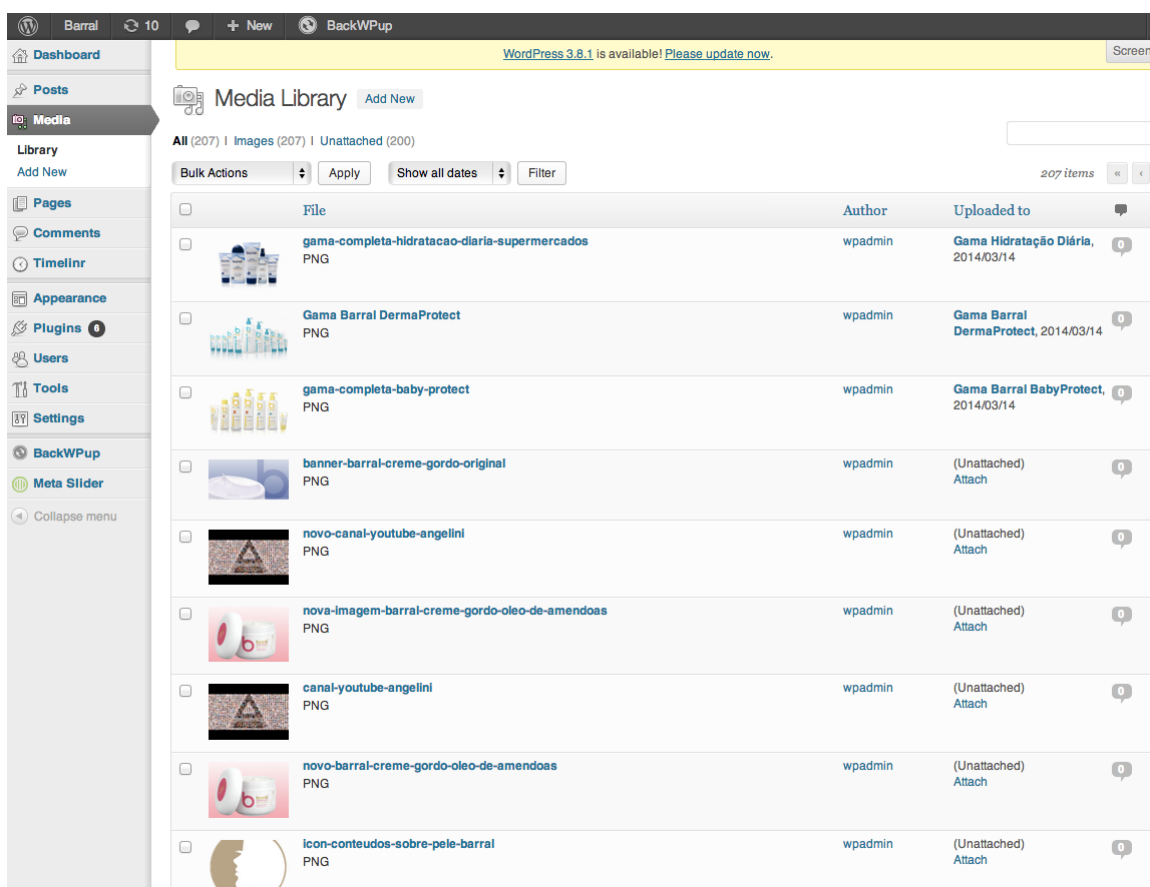 Barral 10 + New BackWPup
WordPress 3.8.1 is available! Please update now.
Screen
Dashboard
Posts
Media
Library
Add New
Pages
Comments
Timelinr
Appearance
Plugins 6
Users
Tools
Settings
BackWPup
Meta Slider
Collapse menu
Media Library Add New
All (207) | Images (207) | Unattached (200)
Bulk Actions Apply Show all dates Filter 207 items « ‹
File Author Uploaded to
gama-completa-hidratacao-diaria-supermercados wpadmin Gama Hidratação Diária, 0
PNG 2014/03/14
Gama Barral DermaProtect wpadmin Gama Barral 0
PNG DermaProtect, 2014/03/14
gama-completa-baby-protect wpadmin Gama Barral BabyProtect, 0
PNG 2014/03/14
banner-barral-creme-gordo-original wpadmin (Unattached) 0
PNG Attach
novo-canal-youtube-angelini wpadmin (Unattached) 0
PNG Attach
nova-imagem-barral-creme-gordo-oleo-de-amendoas wpadmin (Unattached) 0
PNG Attach
canal-youtube-angelini wpadmin (Unattached) 0
PNG Attach
novo-barral-creme-gordo-oleo-de-amendoas wpadmin (Unattached) 0
PNG Attach
icon-conteudos-sobre-pele-barral wpadmin (Unattached) 0
PNG Attach